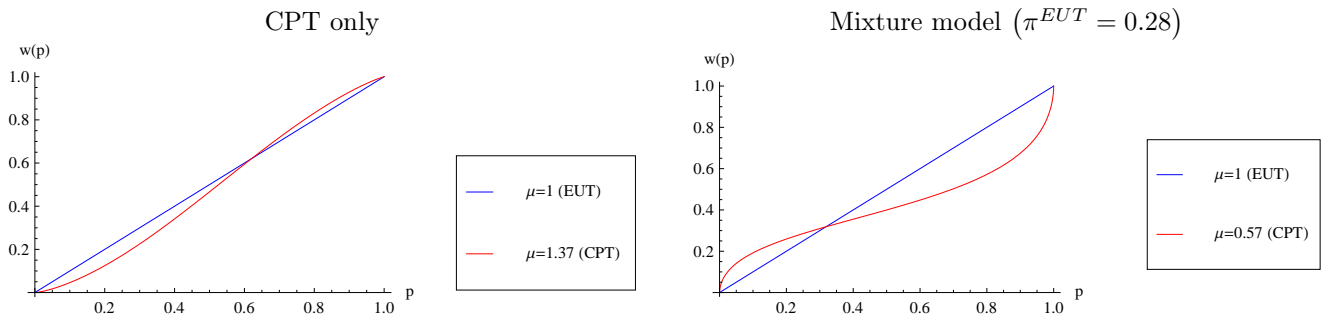 CPT only
w(p)
1.0
0.8
0.6
0.4
0.2
0.2 0.4 0.6 0.8 1.0
p
μ=1 (EUT)
μ=1.37 (CPT)
Mixture model (π^EUT = 0.28)
w(p)
1.0
0.8
0.6
0.4
0.2
0.2 0.4 0.6 0.8 1.0
p
μ=1 (EUT)
μ=0.57 (CPT)